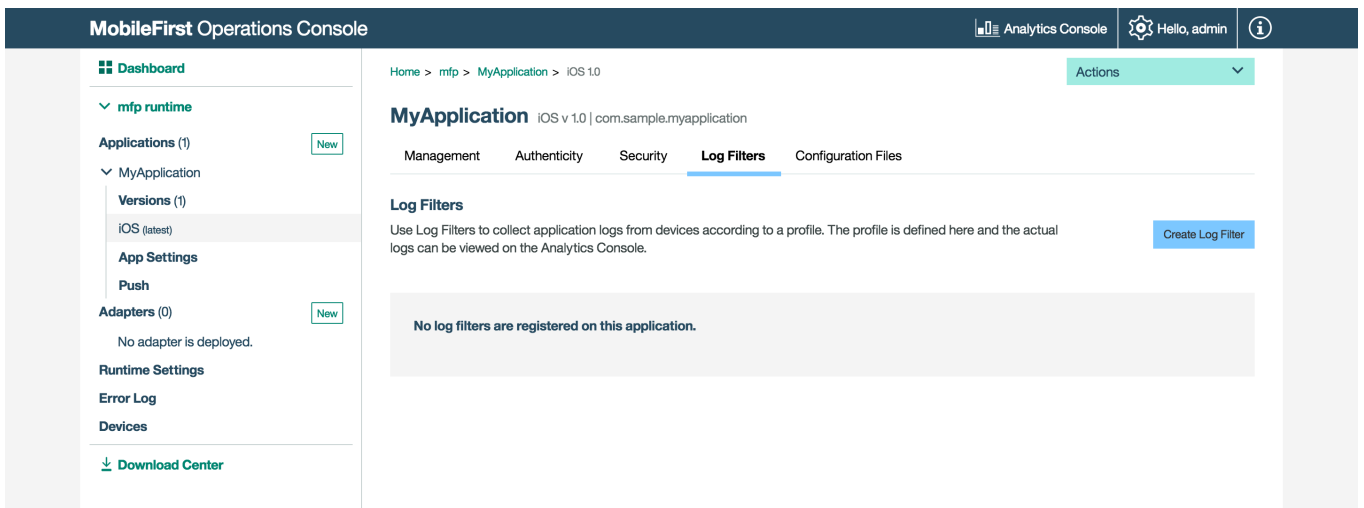 MobileFirst Operations Console
Analytics Console
Hello, admin
Dashboard
mfp runtime
Applications (1)
New
MyApplication
Versions (1)
iOS (latest)
App Settings
Push
Adapters (0)
New
No adapter is deployed.
Runtime Settings
Error Log
Devices
Download Center
Home > mfp > MyApplication > iOS 1.0
Actions
MyApplication iOS v 1.0 | com.sample.myapplication
Management Authenticity Security Log Filters Configuration Files
Log Filters
Use Log Filters to collect application logs from devices according to a profile. The profile is defined here and the actual
logs can be viewed on the Analytics Console.
Create Log Filter
No log filters are registered on this application.